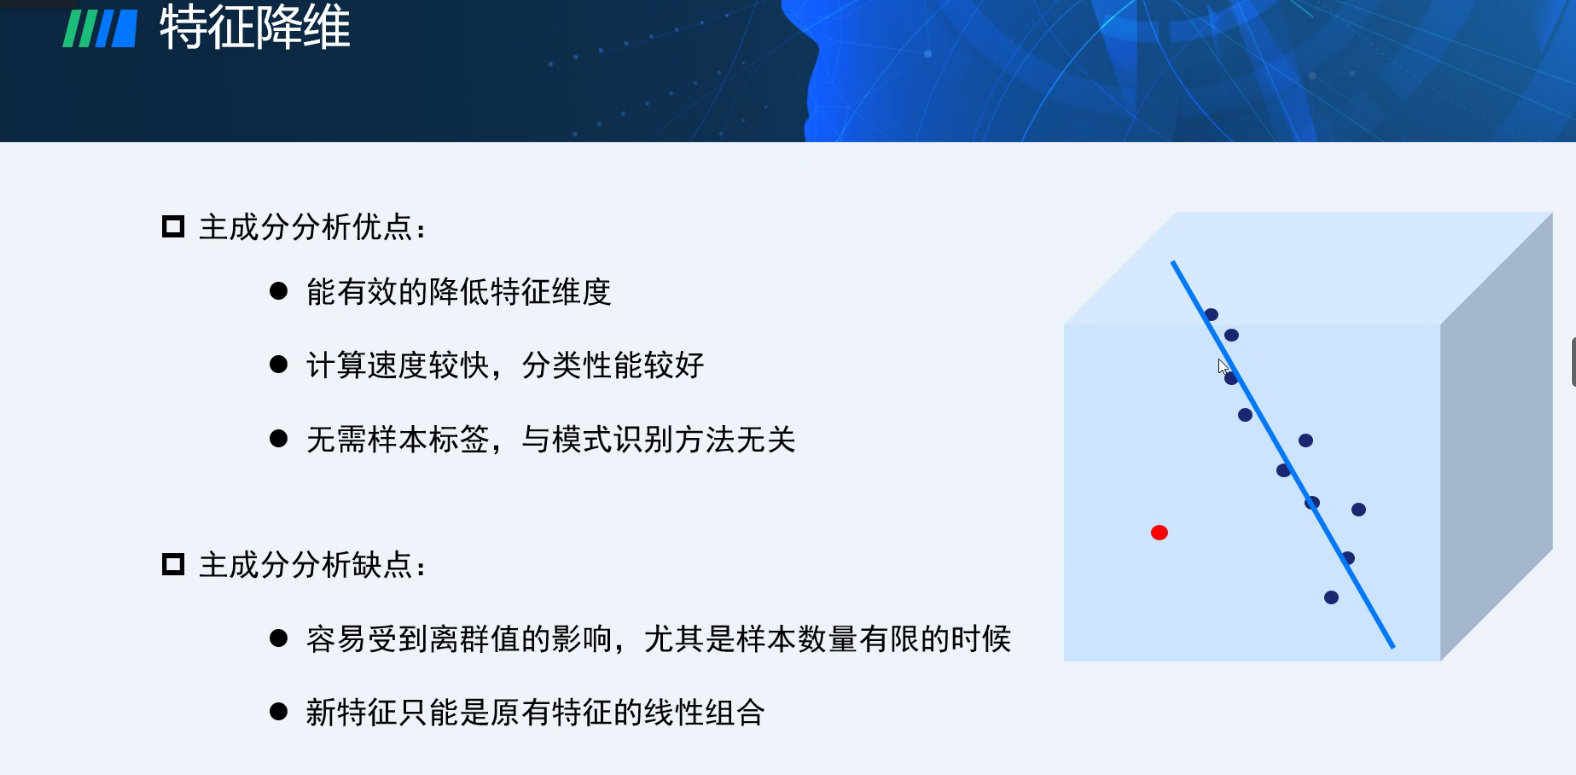 特征降维
主成分分析优点：
能有效的降低特征维度
计算速度较快，分类性能较好
无需样本标签，与模式识别方法无关
主成分分析缺点：
容易受到离群值的影响，尤其是样本数量有限的时候
新特征只能是原有特征的线性组合